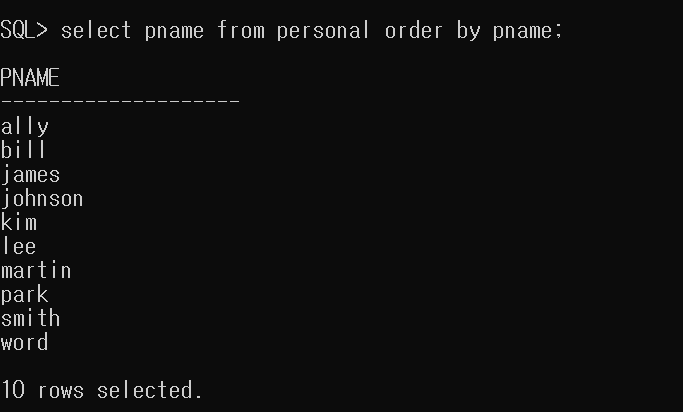 SQL> select pname from personal order by pname;
PNAME
--------------------
ally
bill
james
johnson
kim
lee
martin
park
smith
word
10 rows selected.